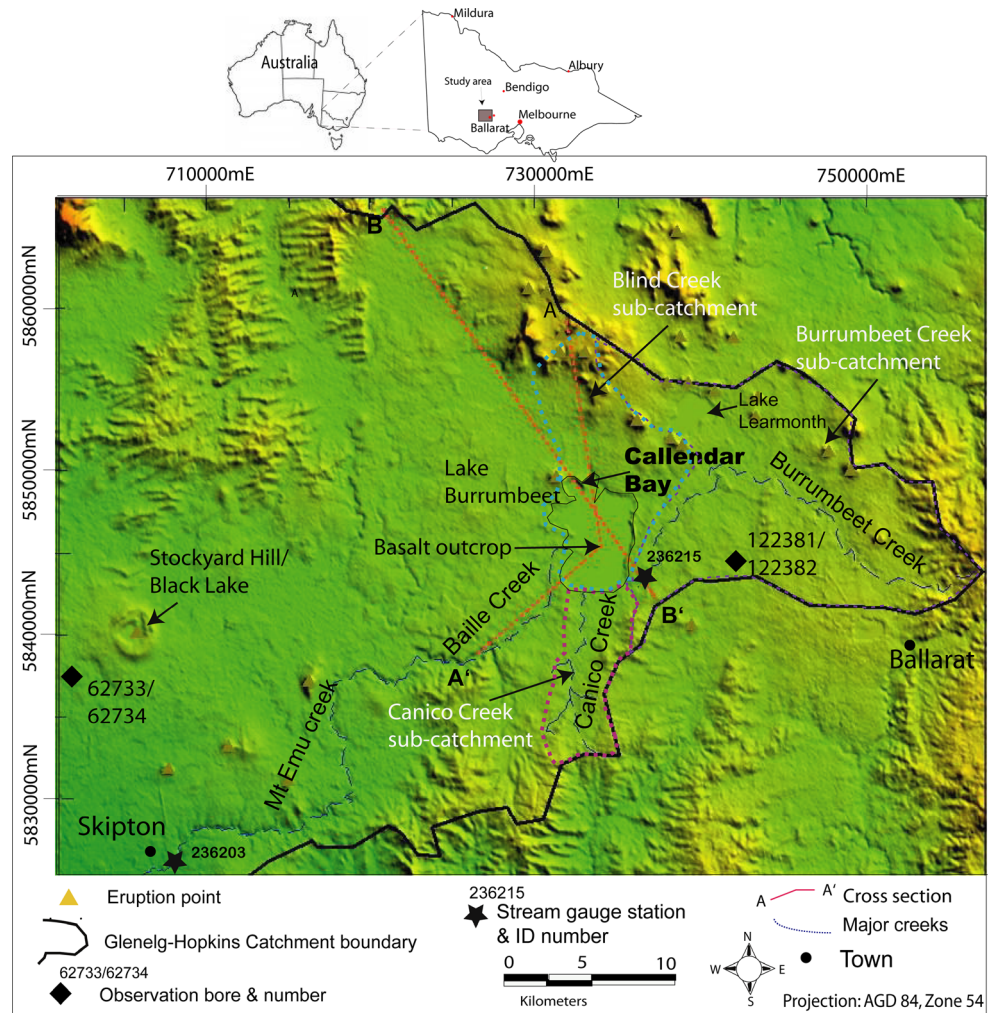 Mildura
Australia
Albury
Study area
Bendigo
Melbourne
Ballarat
710000mE
730000mE
750000mE
B
A
A
Blind Creek
sub-catchment
5860000mN
Burrumbeet Creek
sub-catchment
Lake
Learmonth
Callendar
Bay
Lake
Burrumbeet
5850000mN
Burrumbeet Creek
Basalt outcrop
236215
122381/
122382
Stockyard Hill/
Black Lake
Baille Creek
B'
5840000mN
Ballarat
A'
Canico Creek
62733/
62734
Canico Creek
sub-catchment
Mt Emu creek
5830000mN
Skipton
236203
Eruption point
Glenelg-Hopkins Catchment boundary
62733/62734
Observation bore & number
236215
Stream gauge station
& ID number
0 5 10
Kilometers
A A' Cross section
Major creeks
N
W E
S
Town
Projection: AGD 84, Zone 54